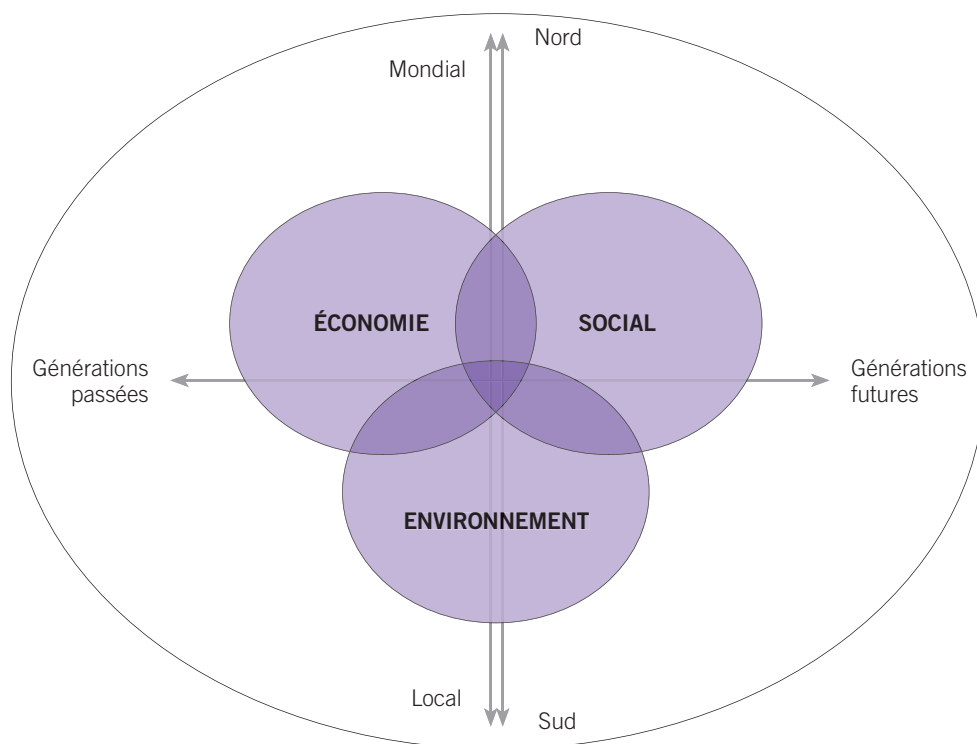 Nord
Mondial
ÉCONOMIE
SOCIAL
Générations
passées
Générations
futures
ENVIRONNEMENT
Local
Sud